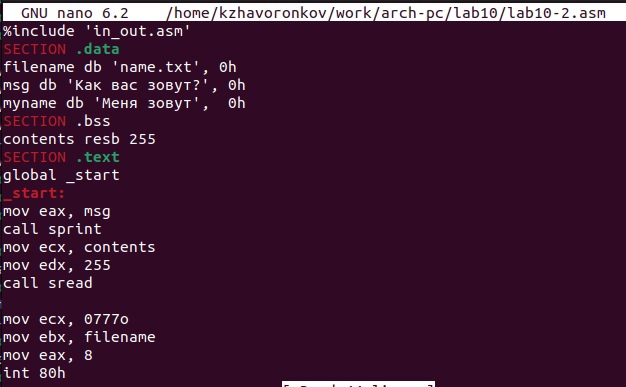 GNU nano 6.2 /home/kzhavoronkov/work/arch-pc/lab10/lab10-2.asm
%include 'in_out.asm'
SECTION .data
filename db 'name.txt', 0h
msg db 'Как вас зовут?', 0h
myname db 'Меня зовут', 0h
SECTION .bss
contents resb 255
SECTION .text
global _start
_start:
mov eax, msg
call sprint
mov ecx, contents
mov edx, 255
call sread
mov ecx, 0777o
mov ebx, filename
mov eax, 8
int 80h